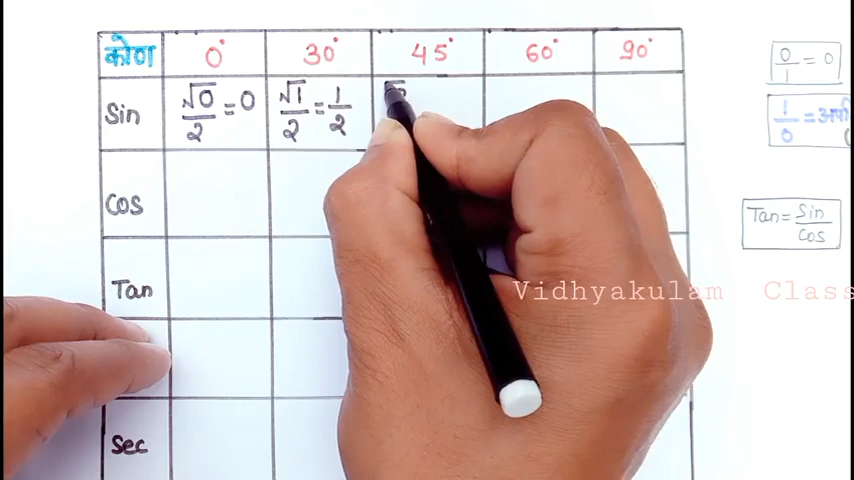 कोण 0° 30° 45° 60° 90°
Sin √0/2 = 0 √1/2 = 1/2
Cos
Tan
Sec
0/1 = 0
1/0 =
Tan = Sin/Cos
Vidhyakulam Class